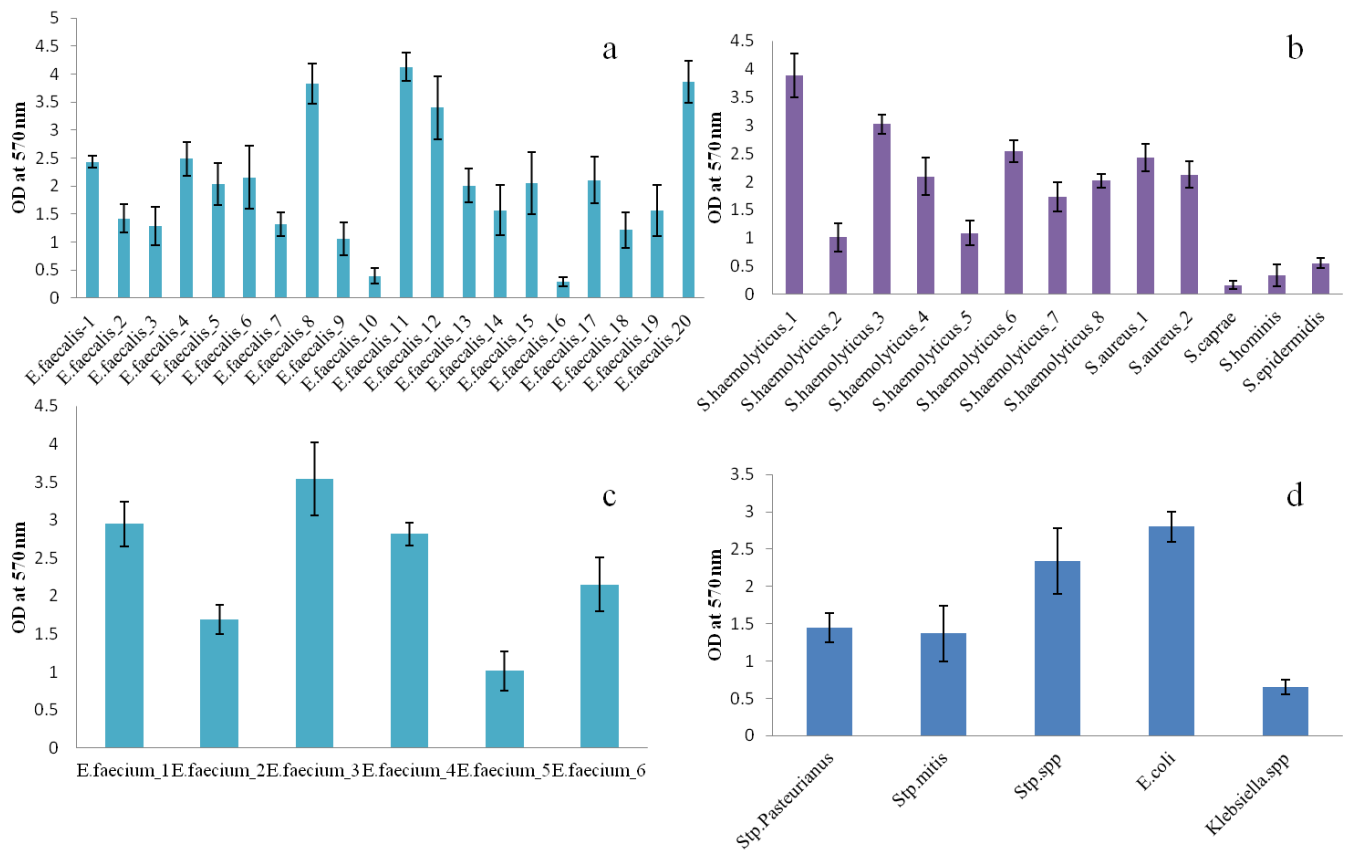 a
OD at 570 nm
5
4.5
4
3.5
3
2.5
2
1.5
1
0.5
0
E.faecalis-1
E.faecalis_2
E.faecalis_3
E.faecalis_4
E.faecalis_5
E.faecalis_6
E.faecalis_7
E.faecalis_8
E.faecalis_9
E.faecalis_10
E.faecalis_11
E.faecalis_12
E.faecalis_13
E.faecalis_14
E.faecalis_15
E.faecalis_16
E.faecalis_17
E.faecalis_18
E.faecalis_19
E.faecalis_20
b
OD at 570 nm
4.5
4
3.5
3
2.5
2
1.5
1
0.5
0
S.haemolyticus_1
S.haemolyticus_2
S.haemolyticus_3
S.haemolyticus_4
S.haemolyticus_5
S.haemolyticus_6
S.haemolyticus_7
S.haemolyticus_8
S.aureus_1
S.aureus_2
S.caprae
S.hominis
S.epidermidis
c
OD at 570 nm
4.5
4
3.5
3
2.5
2
1.5
1
0.5
0
E.faecium_1
E.faecium_2
E.faecium_3
E.faecium_4
E.faecium_5
E.faecium_6
d
OD at 570 nm
3.5
3
2.5
2
1.5
1
0.5
0
Stp.Pasteurianus
Stp.mitis
Stp.spp
E.coli
Klebsiella.spp